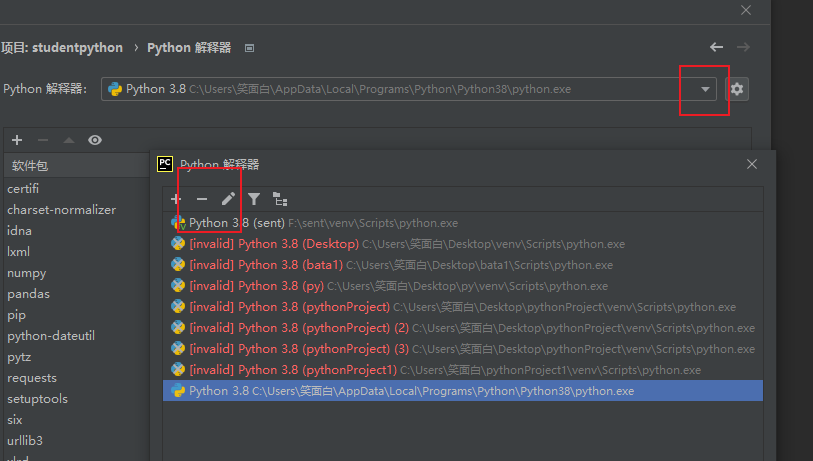 项目: studentpython › Python 解释器
Python 解释器: Python 3.8 C:\Users\笑面白\AppData\Local\Programs\Python\Python38\python.exe
软件包
certifi
charset-normalizer
idna
lxml
numpy
pandas
pip
python-dateutil
pytz
requests
setuptools
six
urllib3
PC Python 解释器
Python 3.8 (sent) F:\sent\venv\Scripts\python.exe
[invalid] Python 3.8 (Desktop) C:\Users\笑面白\Desktop\venv\Scripts\python.exe
[invalid] Python 3.8 (bata1) C:\Users\笑面白\Desktop\bata1\Scripts\python.exe
[invalid] Python 3.8 (py) C:\Users\笑面白\Desktop\py\venv\Scripts\python.exe
[invalid] Python 3.8 (pythonProject) C:\Users\笑面白\Desktop\pythonProject\venv\Scripts\python.exe
[invalid] Python 3.8 (pythonProject) (2) C:\Users\笑面白\Desktop\pythonProject\venv\Scripts\python.exe
[invalid] Python 3.8 (pythonProject) (3) C:\Users\笑面白\Desktop\pythonProject\venv\Scripts\python.exe
[invalid] Python 3.8 (pythonProject1) C:\Users\笑面白\pythonProject1\venv\Scripts\python.exe
Python 3.8 C:\Users\笑面白\AppData\Local\Programs\Python\Python38\python.exe